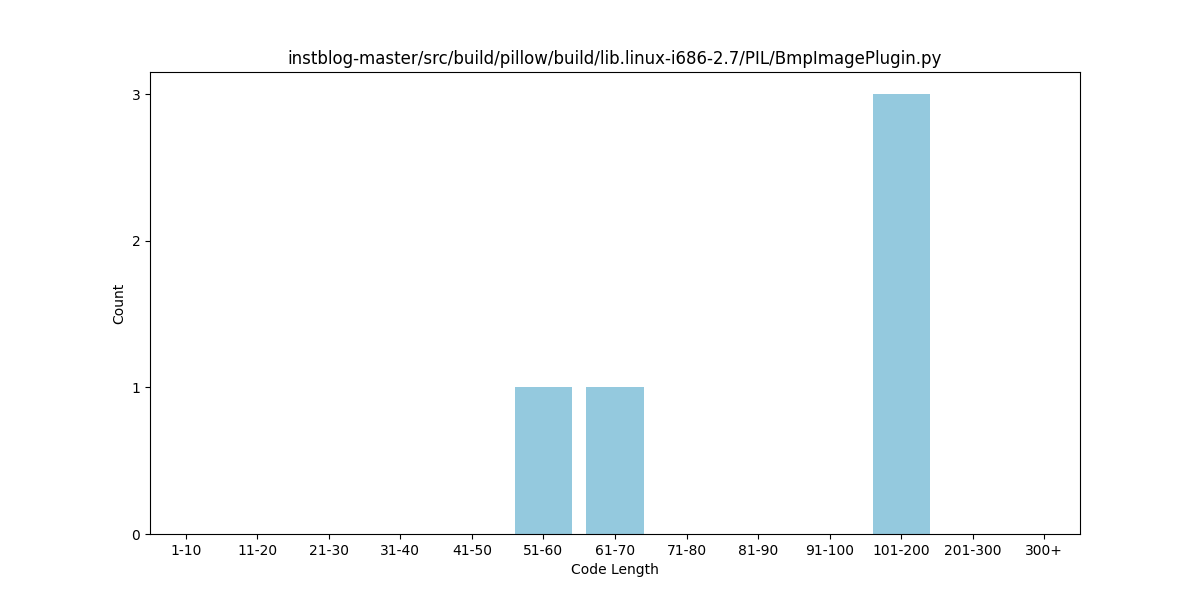 instblog-master/src/build/pillow/build/lib.linux-i686-2.7/PIL/BmpImagePlugin.py
3
2
1
0
Count
1-10 11-20 21-30 31-40 41-50 51-60 61-70 71-80 81-90 91-100 101-200 201-300 300+
Code Length